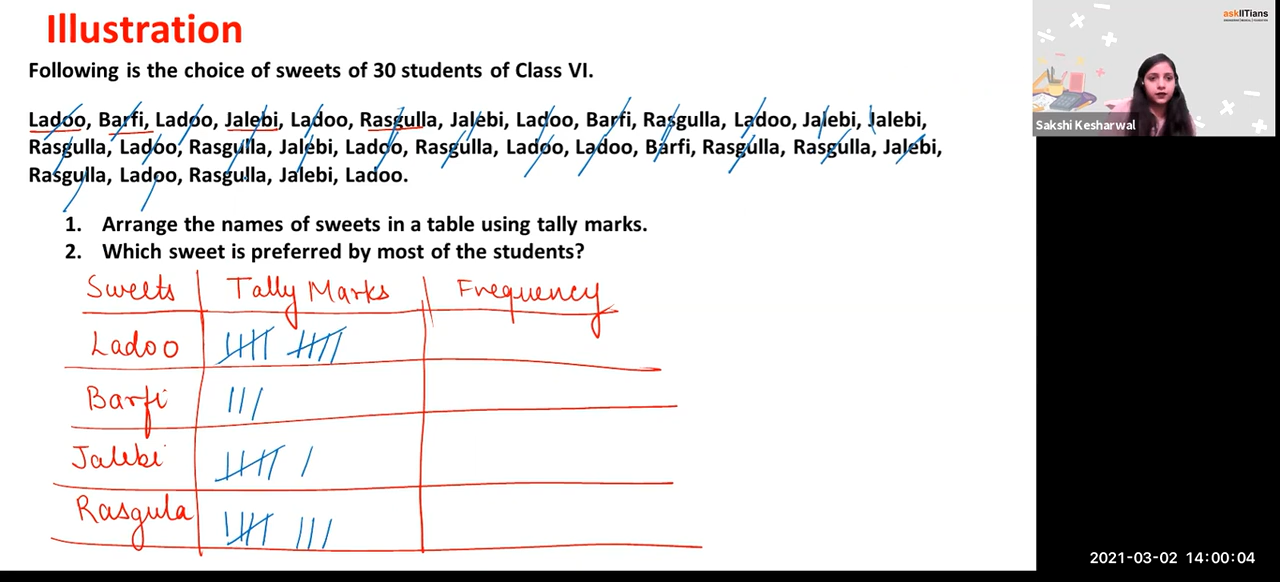 Illustration
askIITians
Following is the choice of sweets of 30 students of Class VI.
Ladoo, Barfi, Ladoo, Jalebi, Ladoo, Rasgulla, Jalebi, Ladoo, Barfi, Rasgulla, Ladoo, Jalebi, Jalebi,
Sakshi Kesharwal
Rasgulla, Ladoo, Rasgulla, Jalebi, Ladoo, Rasgulla, Ladoo, Ladoo, Barfi, Rasgulla, Rasgulla, Jalebi,
Rasgulla, Ladoo, Rasgulla, Jalebi, Ladoo.
1. Arrange the names of sweets in a table using tally marks.
2. Which sweet is preferred by most of the students?
Sweets Tally Marks Frequency
Ladoo
Barfi
Jalebi
Rasgula
2021-03-02 14:00:04